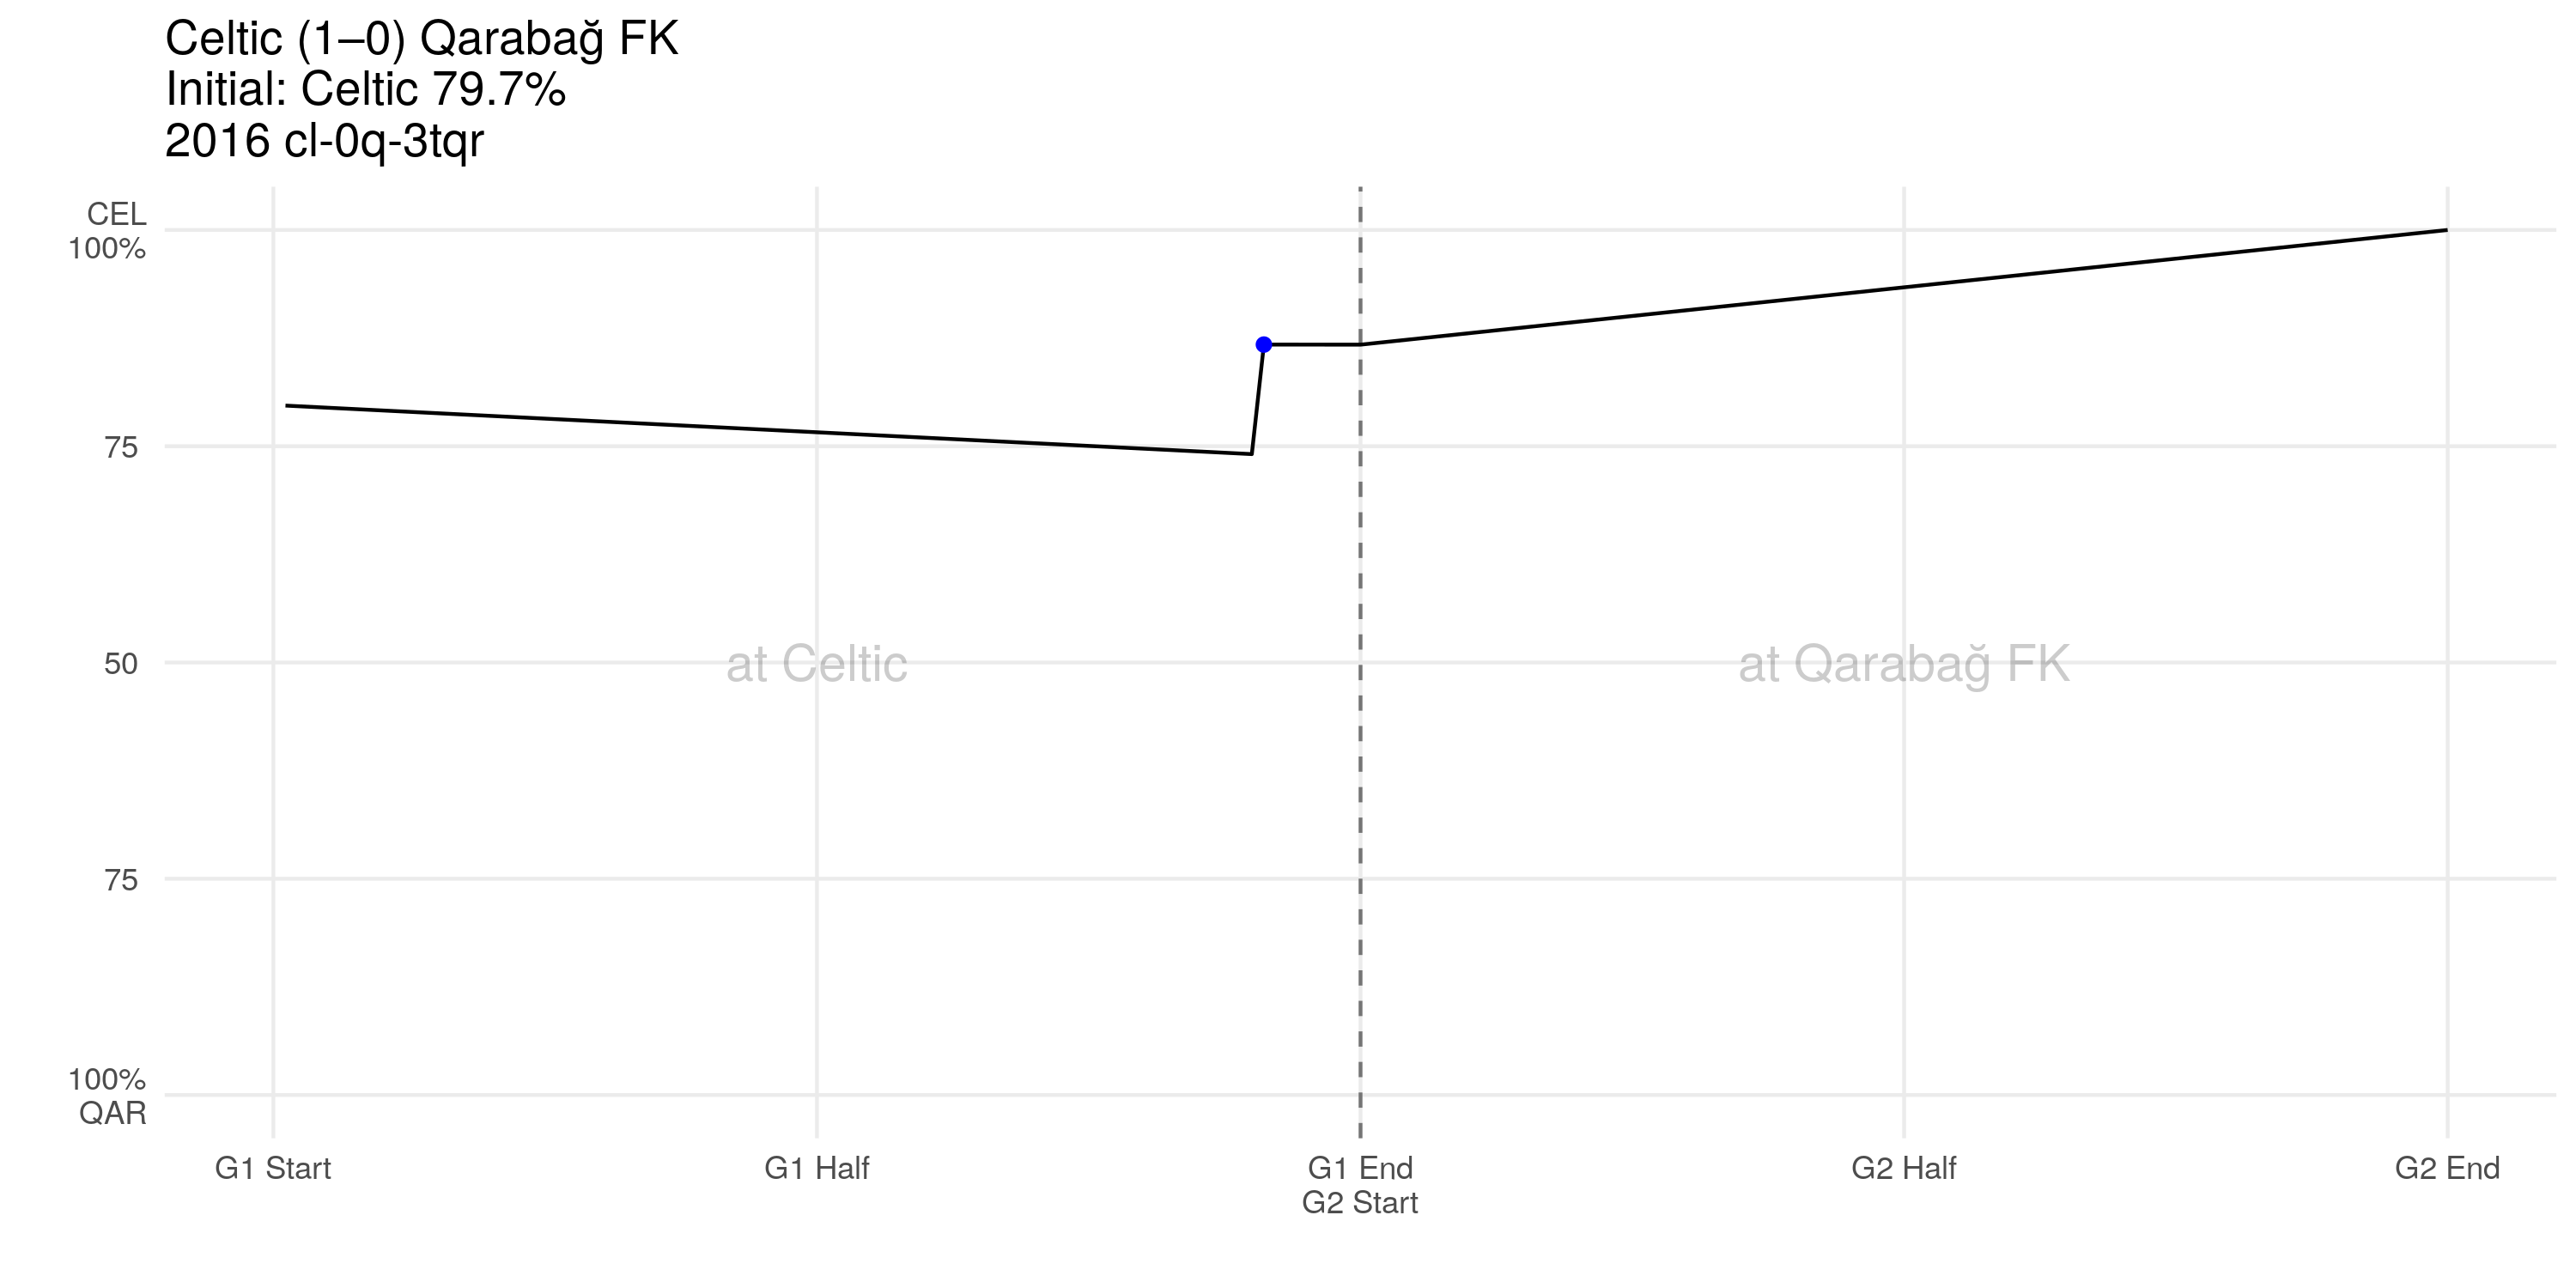 Celtic (1–0) Qarabağ FK
Initial: Celtic 79.7%
2016 cl-0q-3tqr
CEL
100%
75
50
75
100%
QAR
at Celtic
at Qarabağ FK
G1 Start
G1 Half
G1 End
G2 Start
G2 Half
G2 End